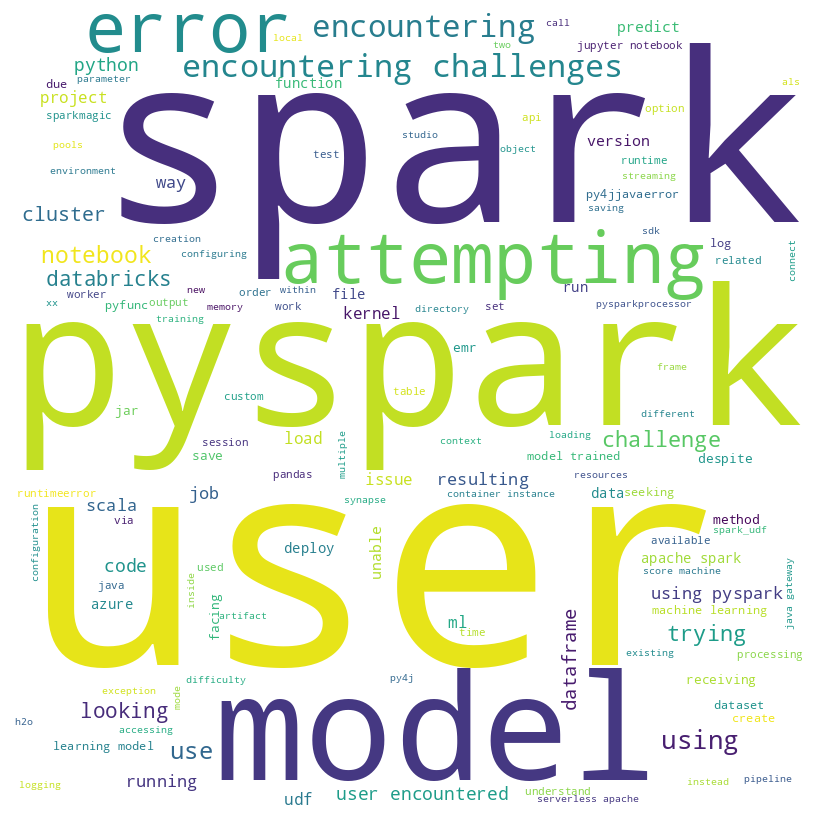 error
encountering
call
predict
local
two
jupyter notebook
python
encountering challenges
due
parameter
function
als
project
spark
option
sparkmagic
api
studio
pools
test
object
version
environment
way
runtime
streaming
py4jjavaerror
saving
cluster
creation
configuring
attempting
sdk
log
related
connect
notebook
databricks
worker
new
order
within
file
run
xx
pyfunc
output
memory
work
kernel
directory
set
pysparkprocessor
training
pyspark
emr
frame
table
custom
jar
different
session
load
context
loading
challenge
save
multiple
model trained
despite
pandas
issue
resulting
resources
runtimeerror
job
container instance
data
seeking
scala
synapse
via
user
method
configuration
deploy
unable
spark_udf
available
code
used
apache spark
java
score machine
java gateway
azure
inside
using pyspark
facing
artifact
ml
machine learning
time
dataframe
trying
existing
processing
difficulty
py4j
model
exception
mode
receiving
looking
dataset
h2o
accessing
create
learning model
use
using
logging
running
instead
pipeline
udf
user encountered
understand
serverless apache